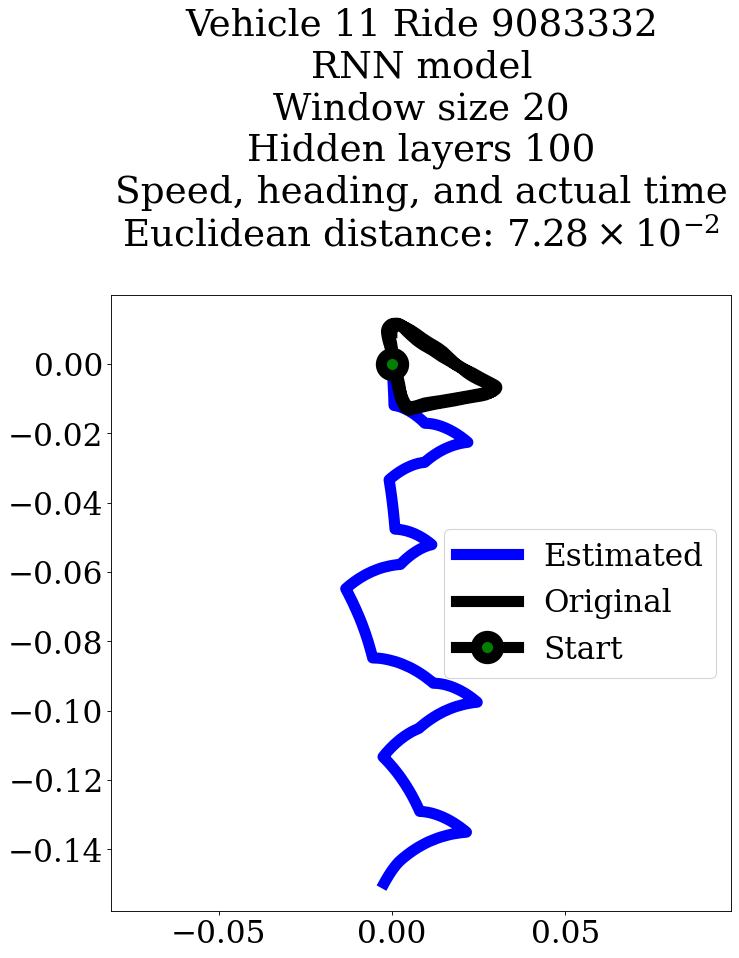 Vehicle 11 Ride 9083332
RNN model
Window size 20
Hidden layers 100
Speed, heading, and actual time
Euclidean distance: 7.28 × 10⁻²
0.00
−0.02
−0.04
−0.06
−0.08
−0.10
−0.12
−0.14
Estimated
Original
Start
−0.05
0.00
0.05